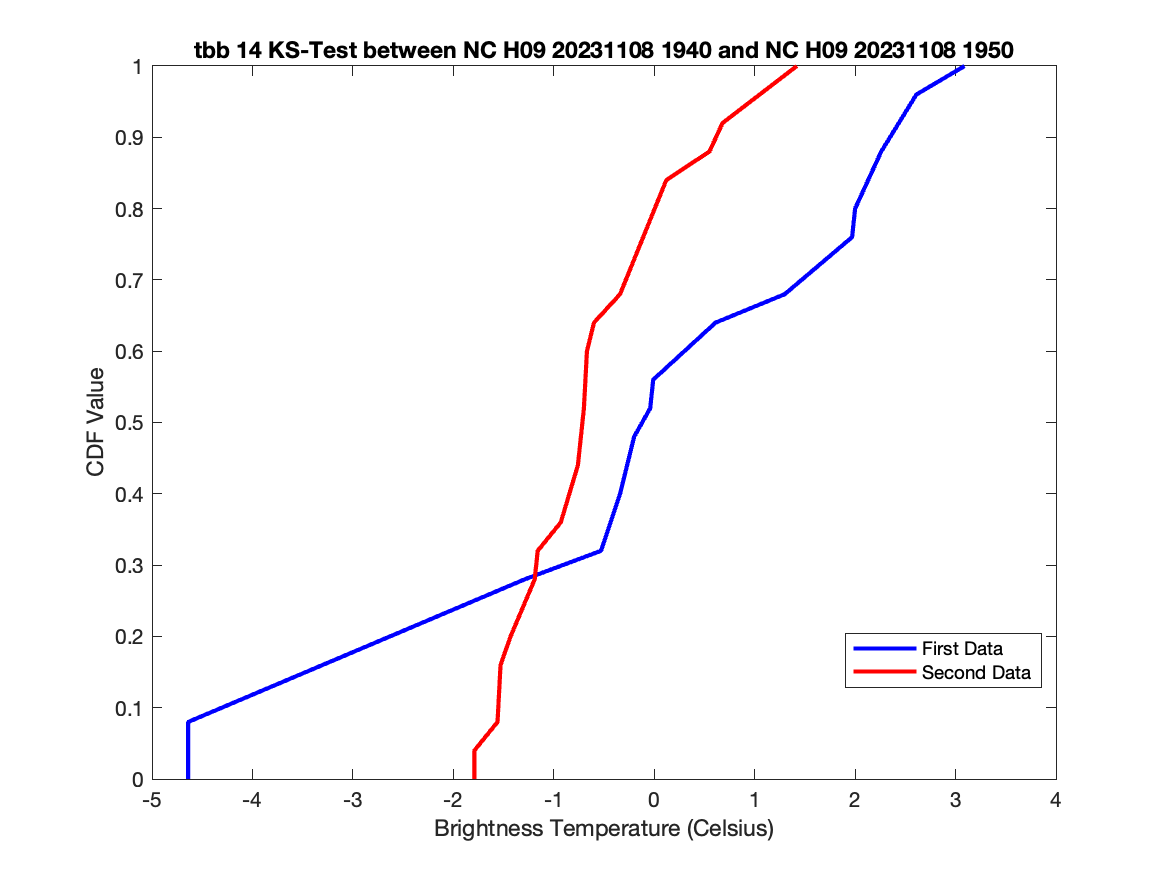 tbb 14 KS-Test between NC H09 20231108 1940 and NC H09 20231108 1950
1
0.9
0.8
0.7
0.6
0.5
0.4
0.3
0.2
0.1
0
CDF Value
First Data
Second Data
-5 -4 -3 -2 -1 0 1 2 3 4
Brightness Temperature (Celsius)